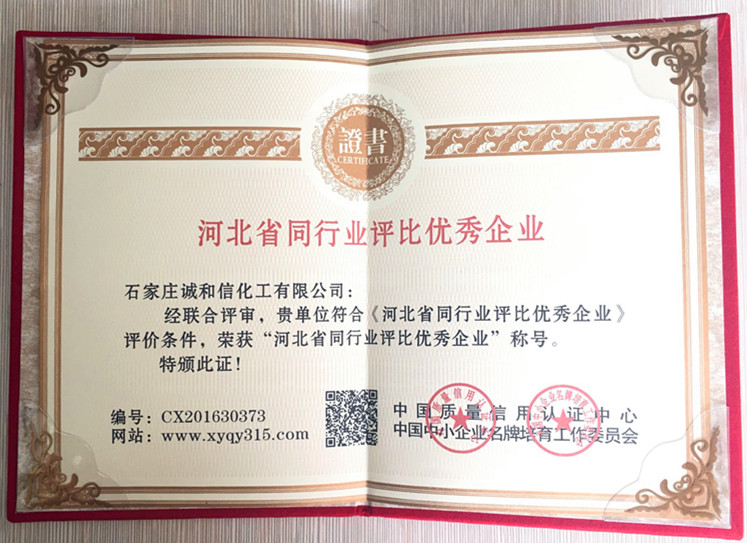 證書
CERTIFICATE
河北省同行业评比优秀企业
石家庄诚和信化工有限公司：
经联合评审，贵单位符合《河北省同行业评比优秀企业》
评价条件，荣获“河北省同行业评比优秀企业”称号。
特颁此证！
编号：CX201630373
网站：www.xyqy315.com
中国质量信用认证中心
中国中小企业名牌培育工作委员会